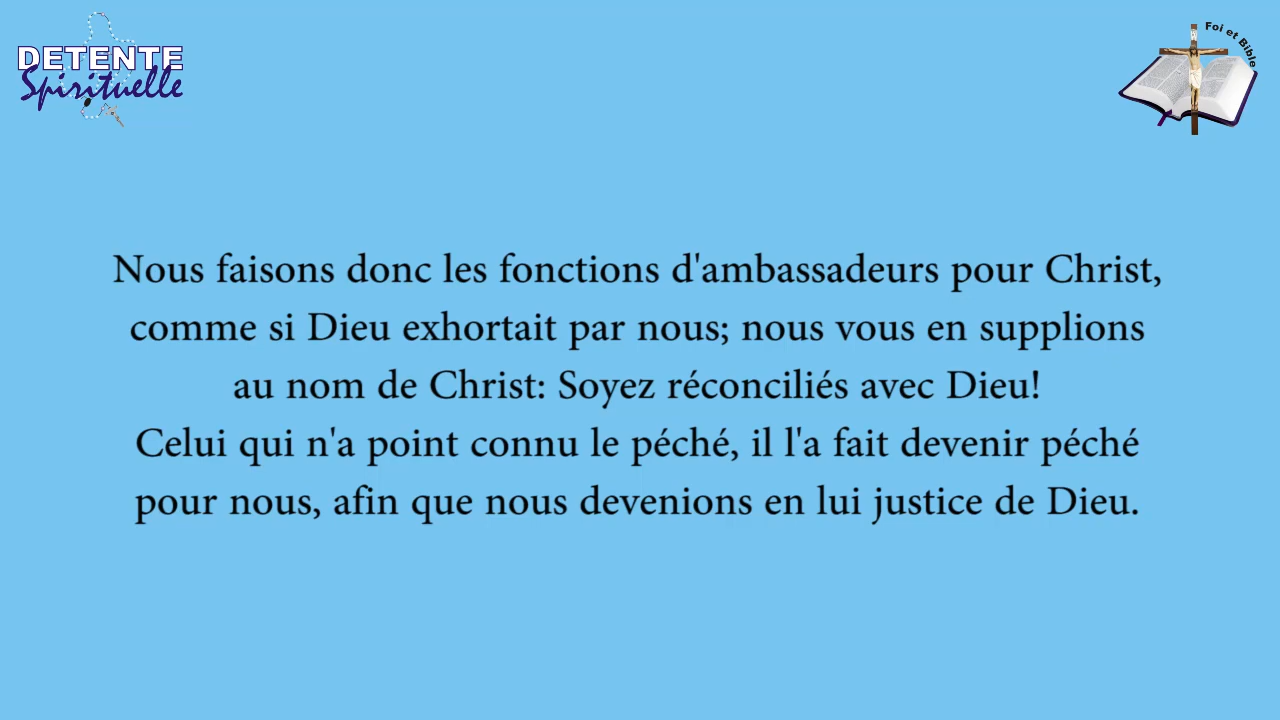 DETENTE
Spirituelle
Foi et Bible
Nous faisons donc les fonctions d'ambassadeurs pour Christ,
comme si Dieu exhortait par nous; nous vous en supplions
au nom de Christ: Soyez réconciliés avec Dieu!
Celui qui n'a point connu le péché, il l'a fait devenir péché
pour nous, afin que nous devenions en lui justice de Dieu.